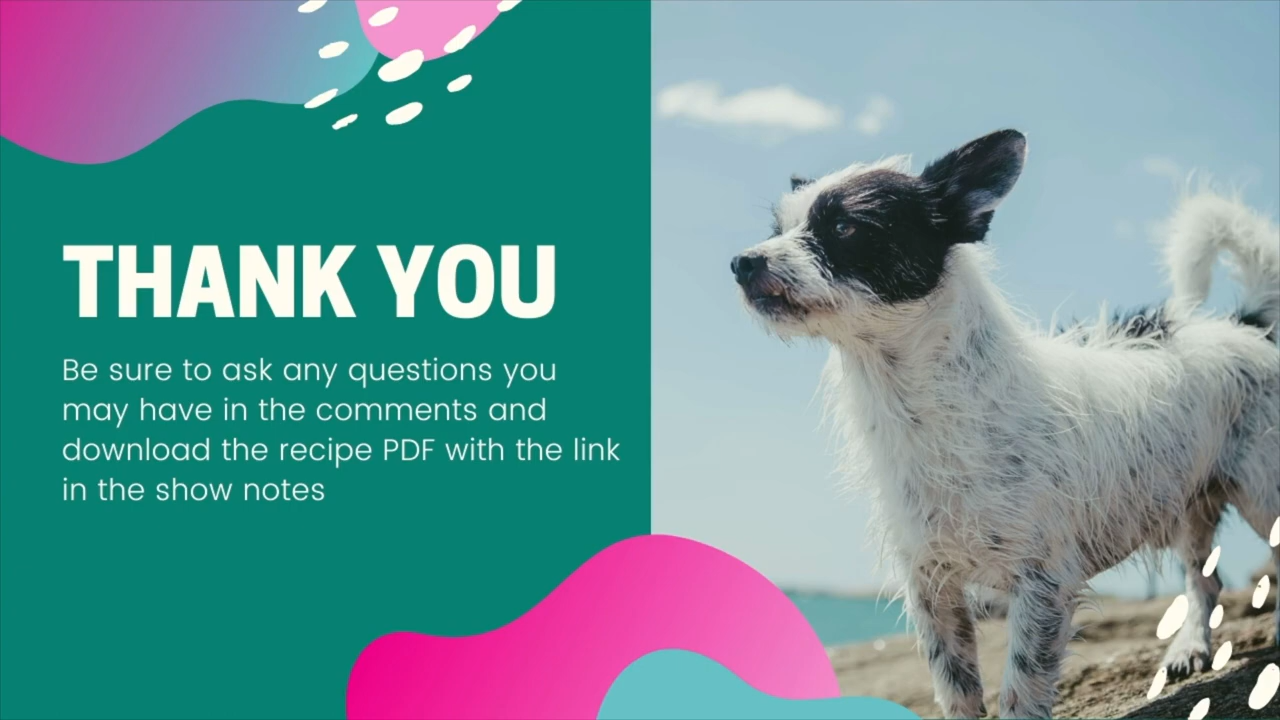 THANK YOU
Be sure to ask any questions you
may have in the comments and
download the recipe PDF with the link
in the show notes